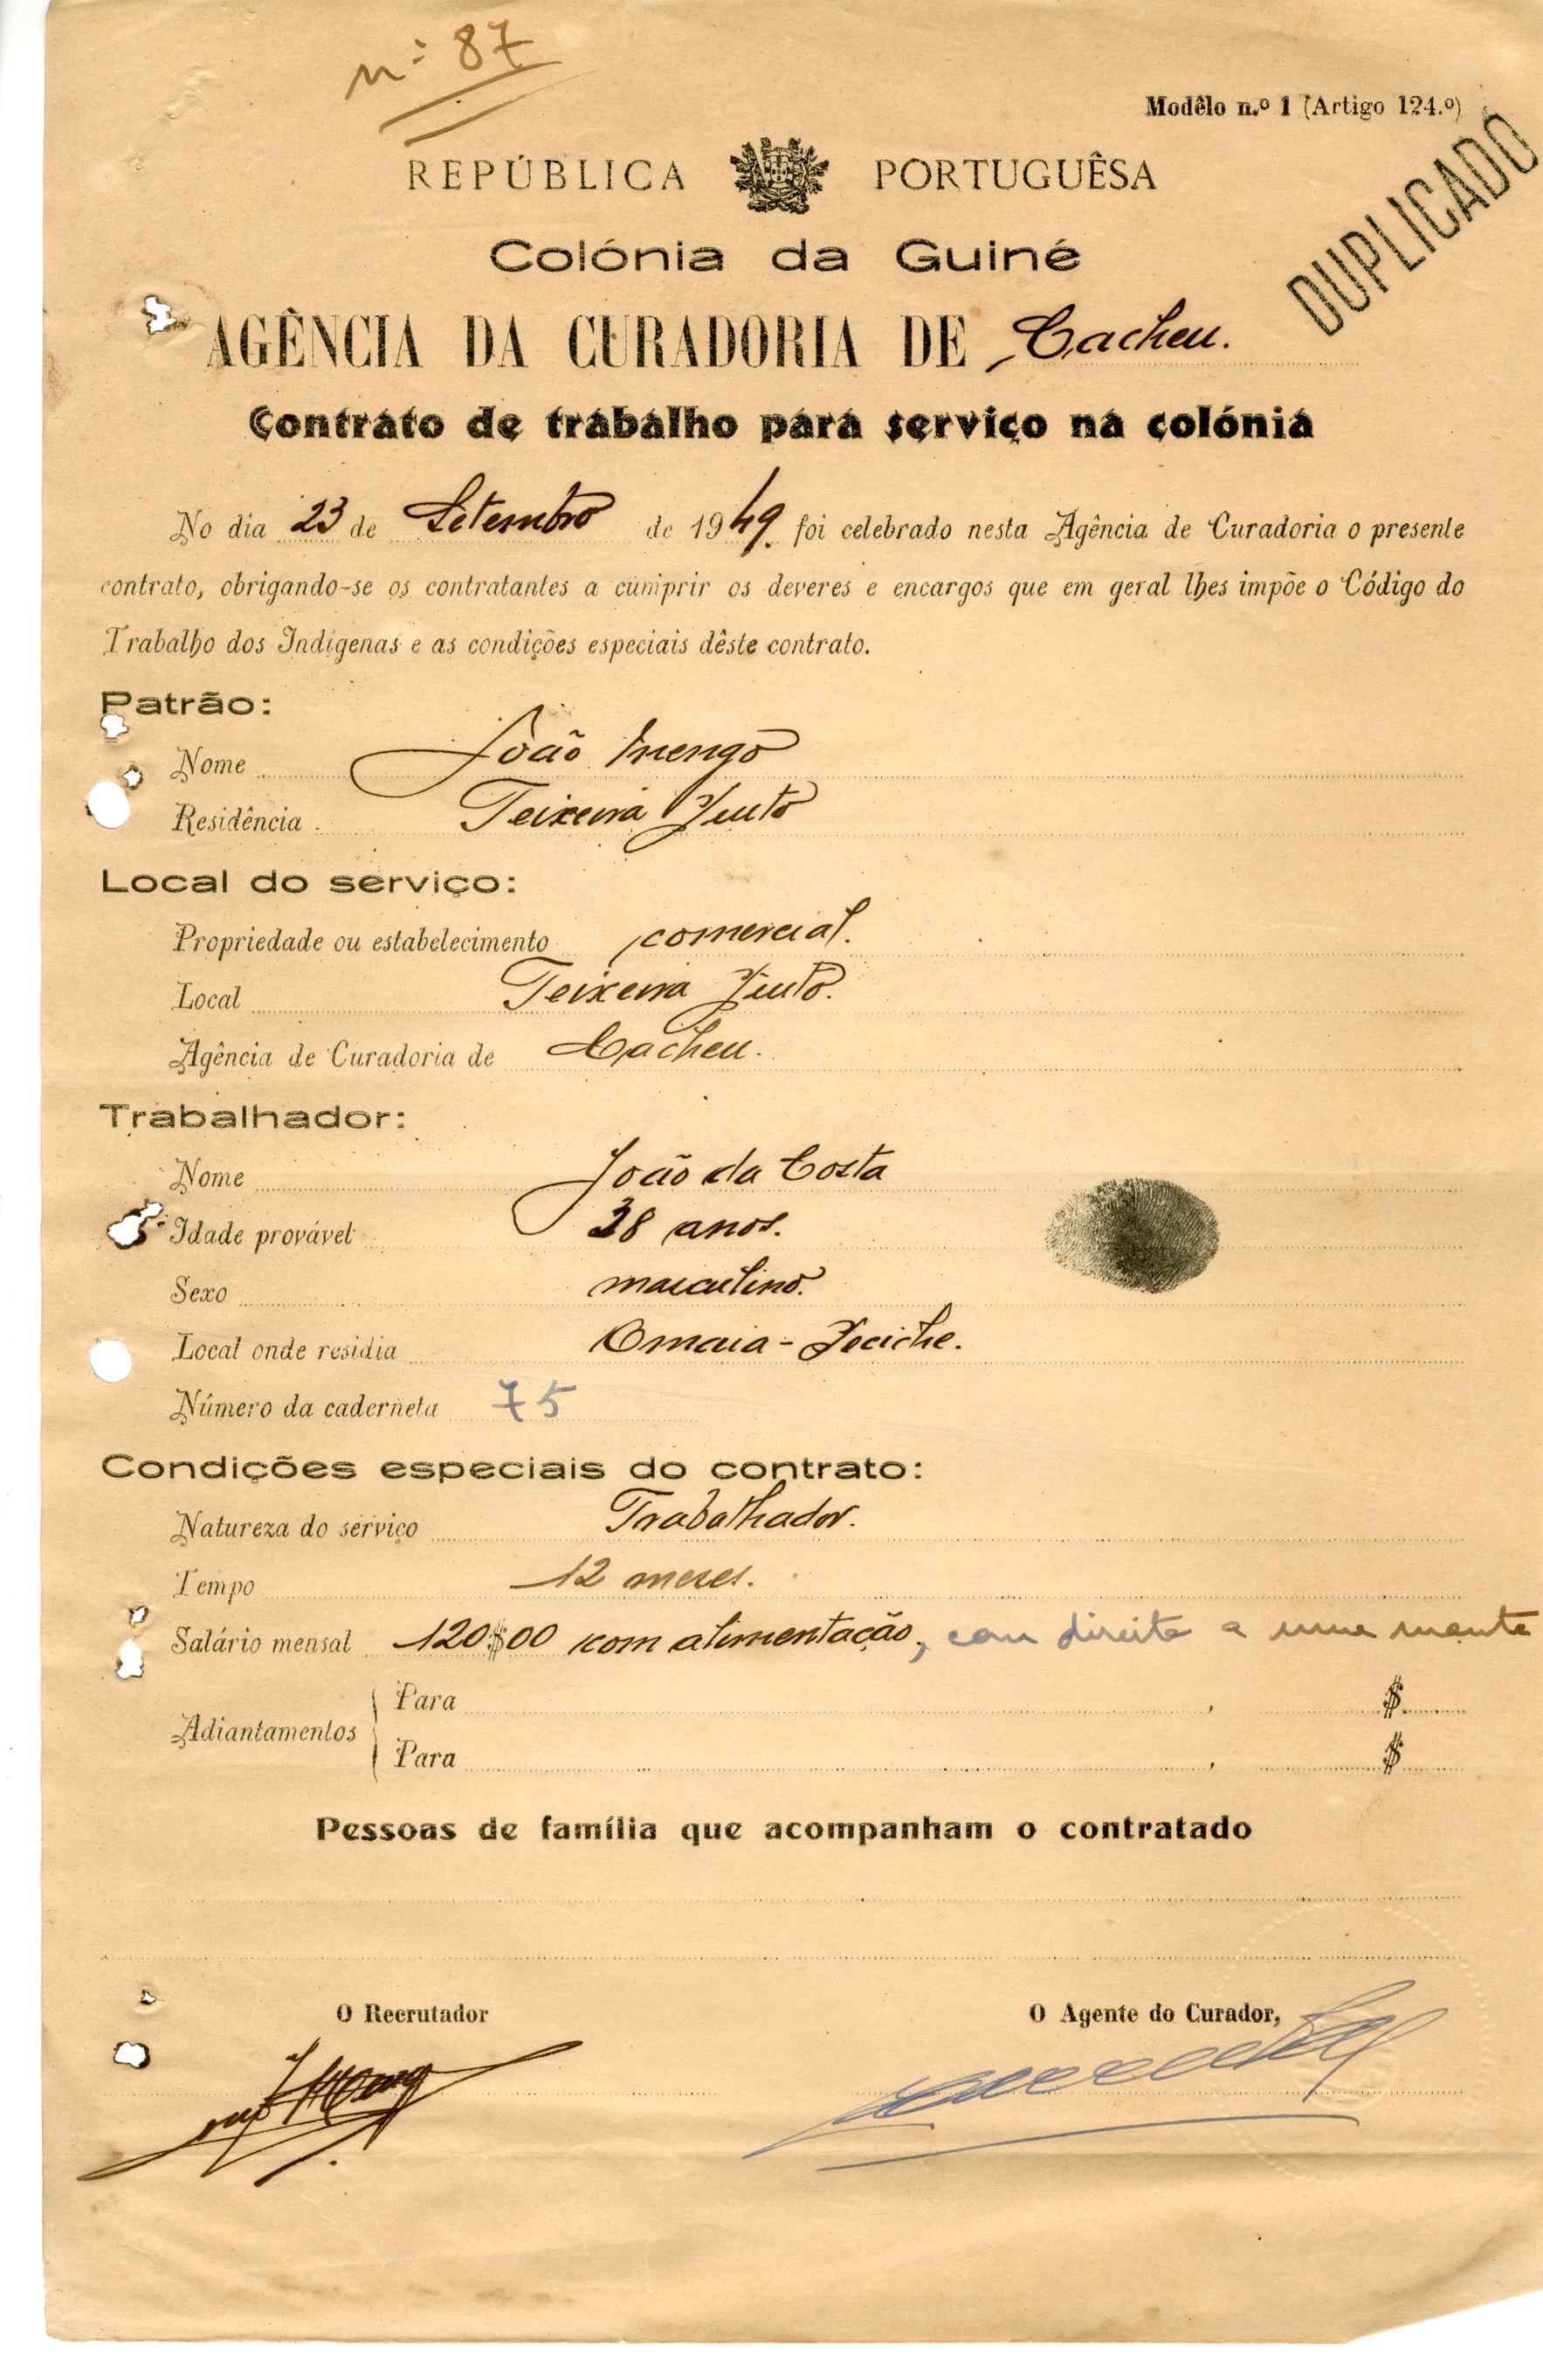 nº 87
Modêlo n.º 1 (Artigo 124.º)
DUPLICADO
REPÚBLICA PORTUGUÊSA
Colónia da Guiné
AGÊNCIA DA CURADORIA DE Cacheu.
Contrato de trabalho para serviço na colónia
No dia 23 de Setembro de 1949. foi celebrado nesta Agência de Curadoria o presente
contrato, obrigando-se os contratantes a cumprir os deveres e encargos que em geral lhes impõe o Código do
Trabalho dos Indígenas e as condições especiais dêste contrato.
Patrão:
Nome João Mengo
Residência Teixeira Pinto
Local do serviço:
Propriedade ou estabelecimento comercial.
Local Teixeira Pinto.
Agência de Curadoria de Cacheu.
Trabalhador:
Nome João da Costa
Idade provável 38 anos.
Sexo masculino.
Local onde residia
Número da caderneta 75
Condições especiais do contrato:
Natureza do serviço Trabalhador.
Tempo 12 meses.
Salário mensal 120$00 com alimentação, com direito a uma manta
Adiantamentos
Para , $
Para , $
Pessoas de família que acompanham o contratado
O Recrutador O Agente do Curador,